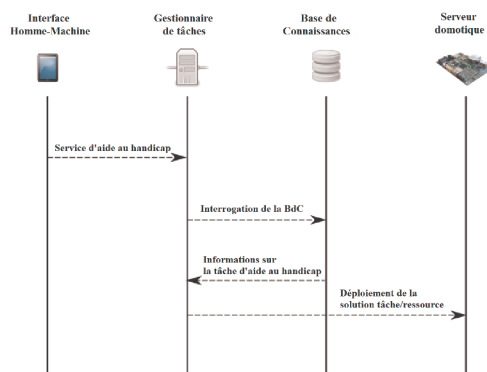 Interface
Homme-Machine
Gestionnaire
de tâches
Base de
Connaissances
Serveur
domotique
Service d'aide au handicap
Interrogation de la BdC
Informations sur
la tâche d'aide au handicap
Déploiement de la
solution tâche/ressource